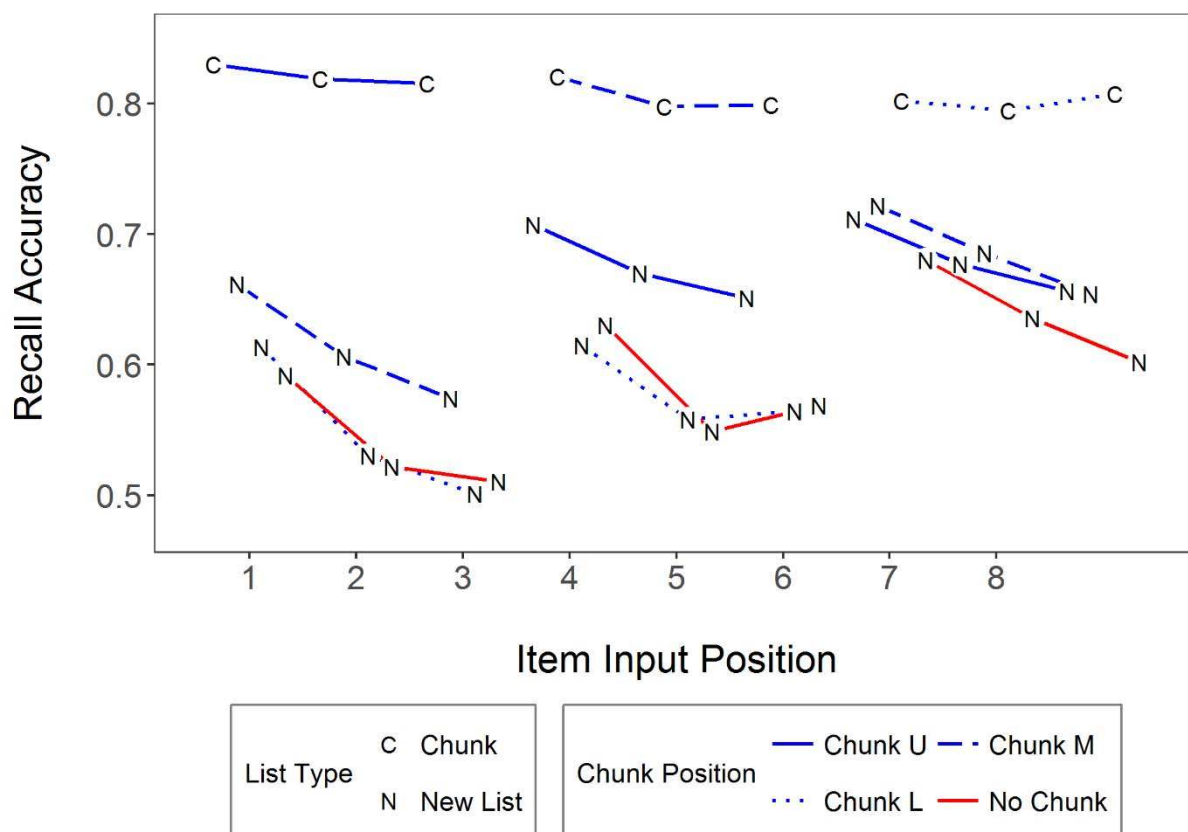 Recall Accuracy
0.8
0.7
0.6
0.5
C C C C C C C C C
N N N N N N N N N
N N N N N N N N N
N N N N N N N N N
1 2 3 4 5 6 7 8
Item Input Position
List Type
C Chunk
N New List
Chunk Position
Chunk U Chunk M
Chunk L No Chunk